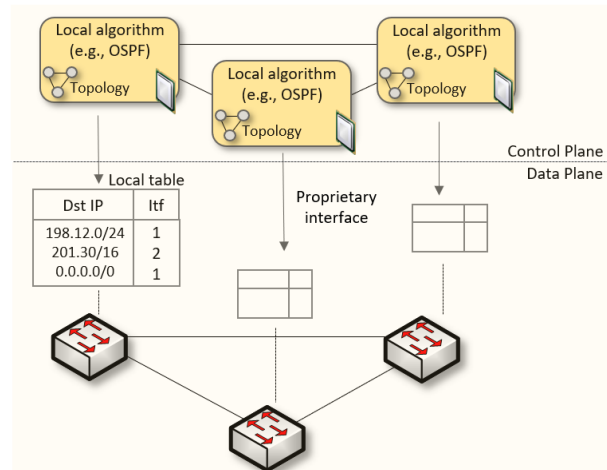 Local algorithm
(e.g., OSPF)
Topology
Local algorithm
(e.g., OSPF)
Topology
Local algorithm
(e.g., OSPF)
Topology
Control Plane
Data Plane
Local table
Dst IP Itf
198.12.0/24 1
201.30/16 2
0.0.0.0/0 1
Proprietary
interface